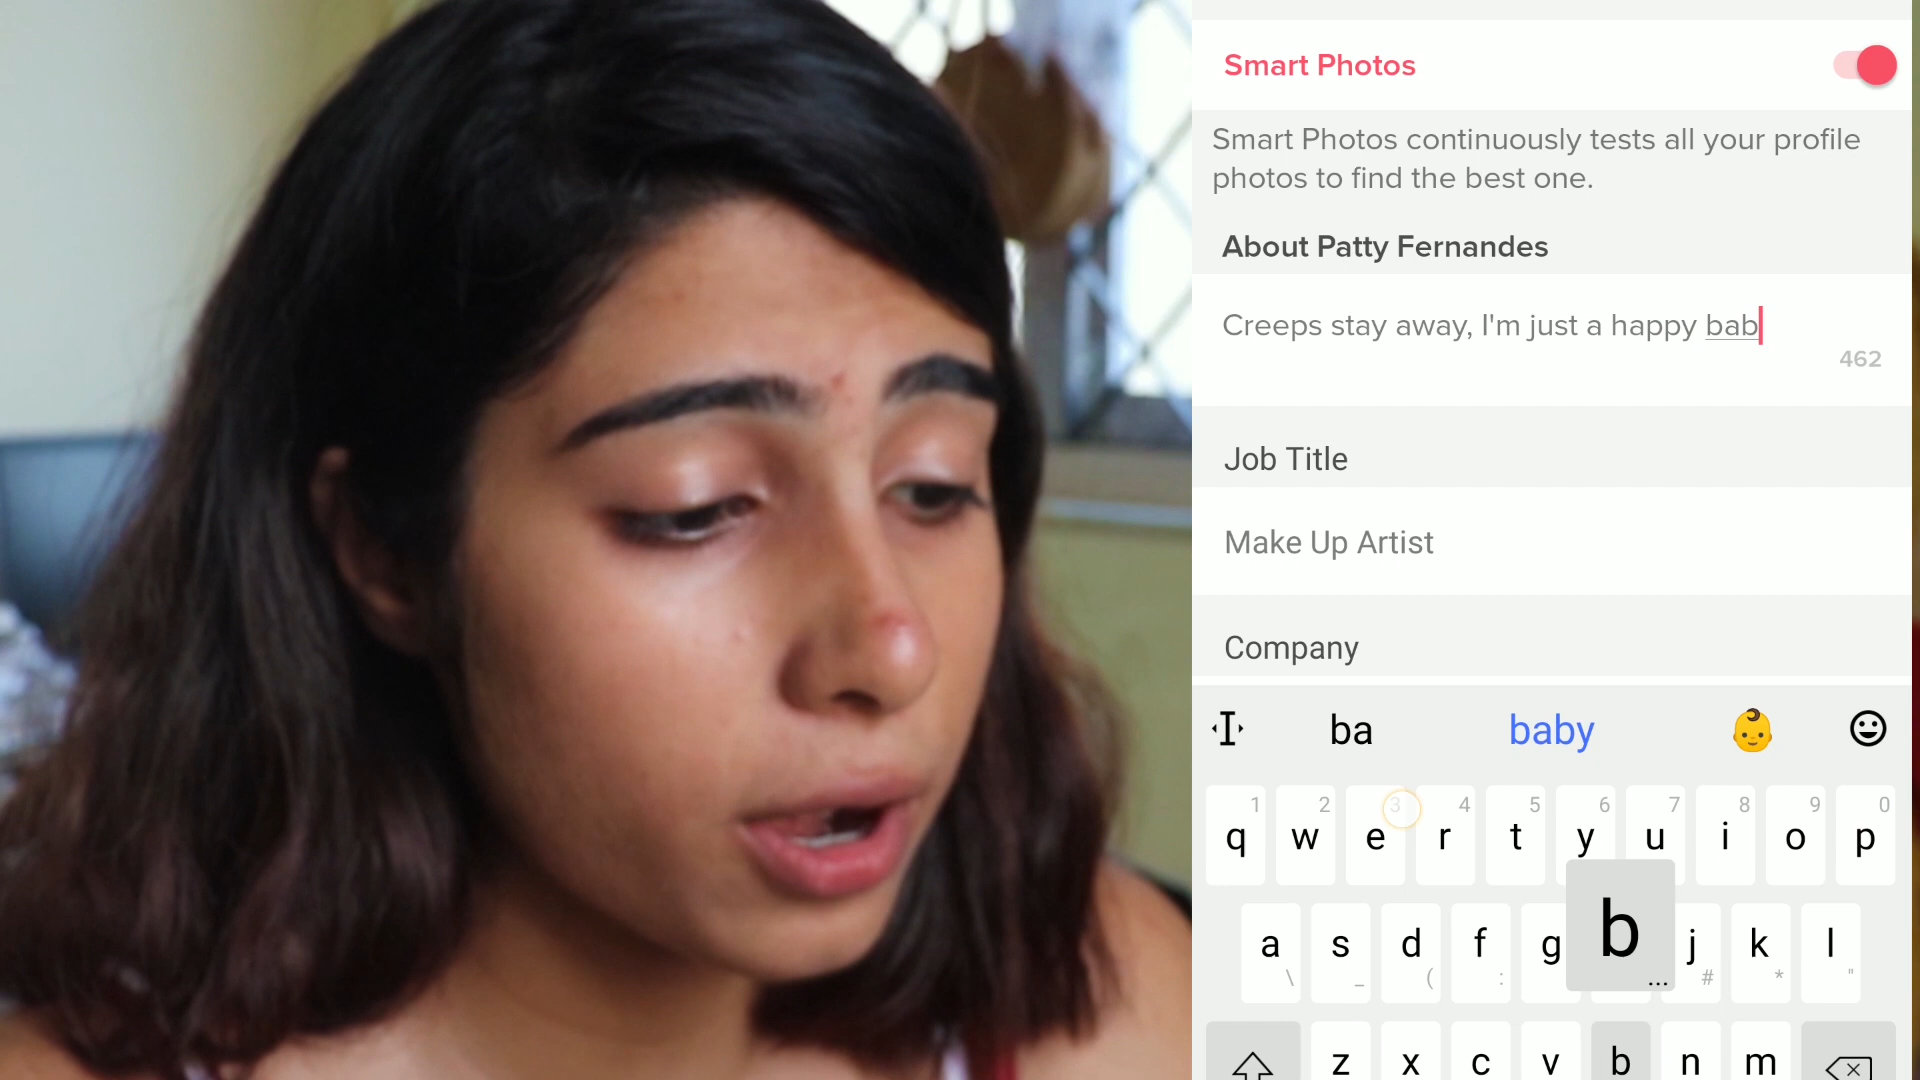 Smart Photos
Smart Photos continuously tests all your profile
photos to find the best one.
About Patty Fernandes
Creeps stay away, I'm just a happy bab
462
Job Title
Make Up Artist
Company
ba baby
1 2 3 4 5 6 7 8 9 0
q w e r t y u i o p
a s d f g b j k l
\ _ ( : ... # * "
z x c v b n m